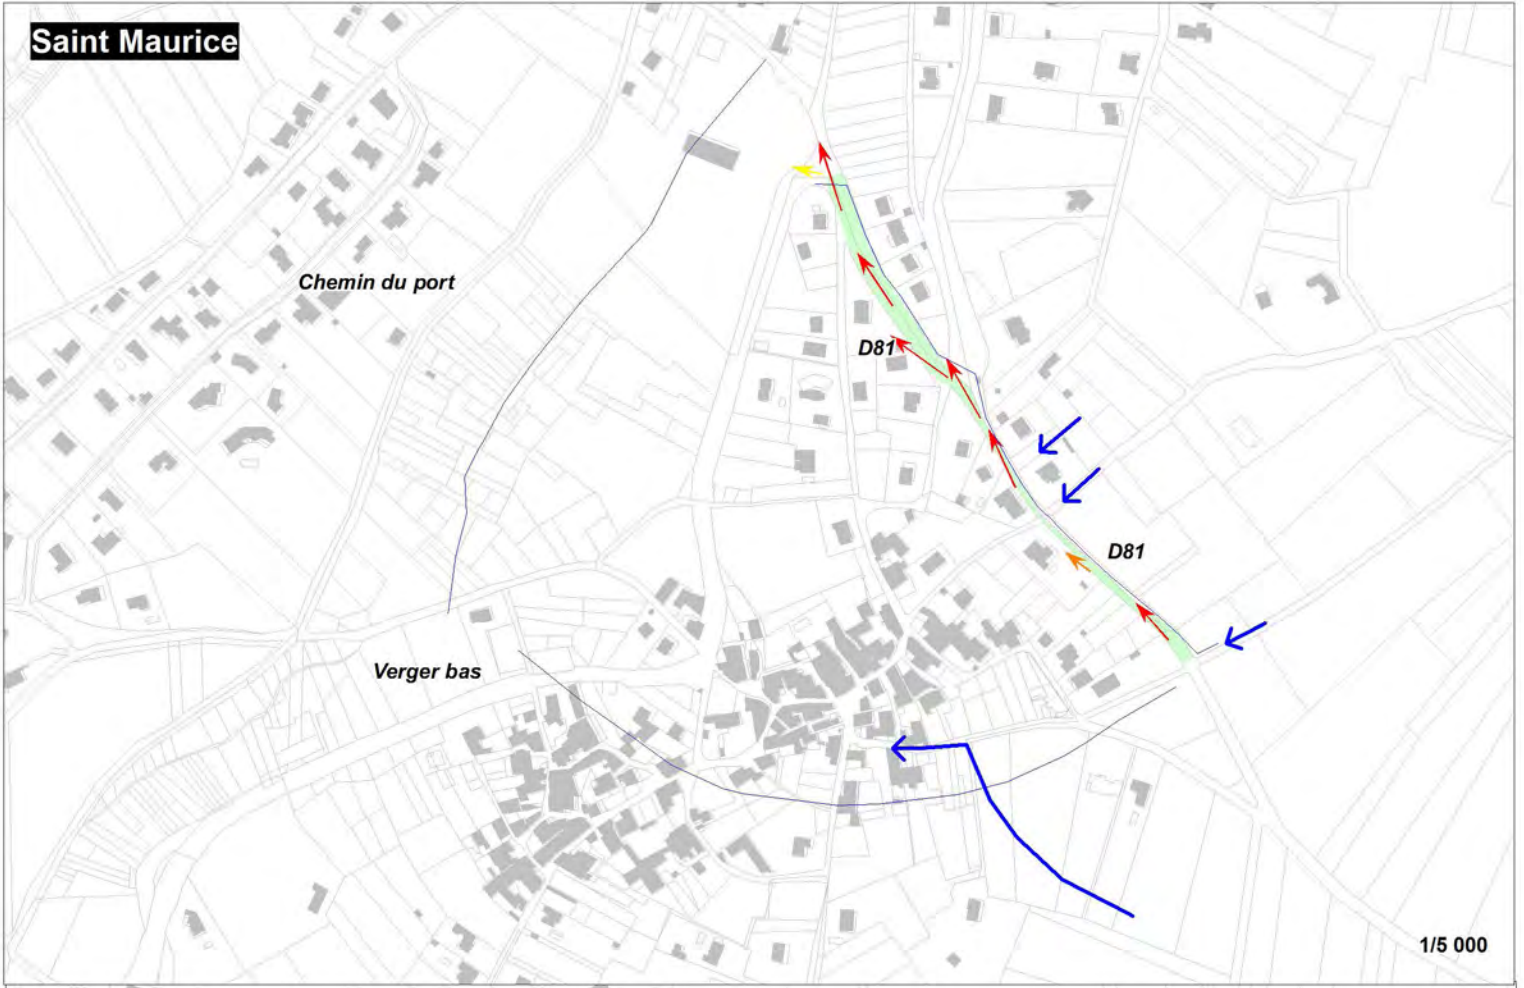 Saint Maurice
Chemin du port
D81
D81
Verger bas
1/5 000